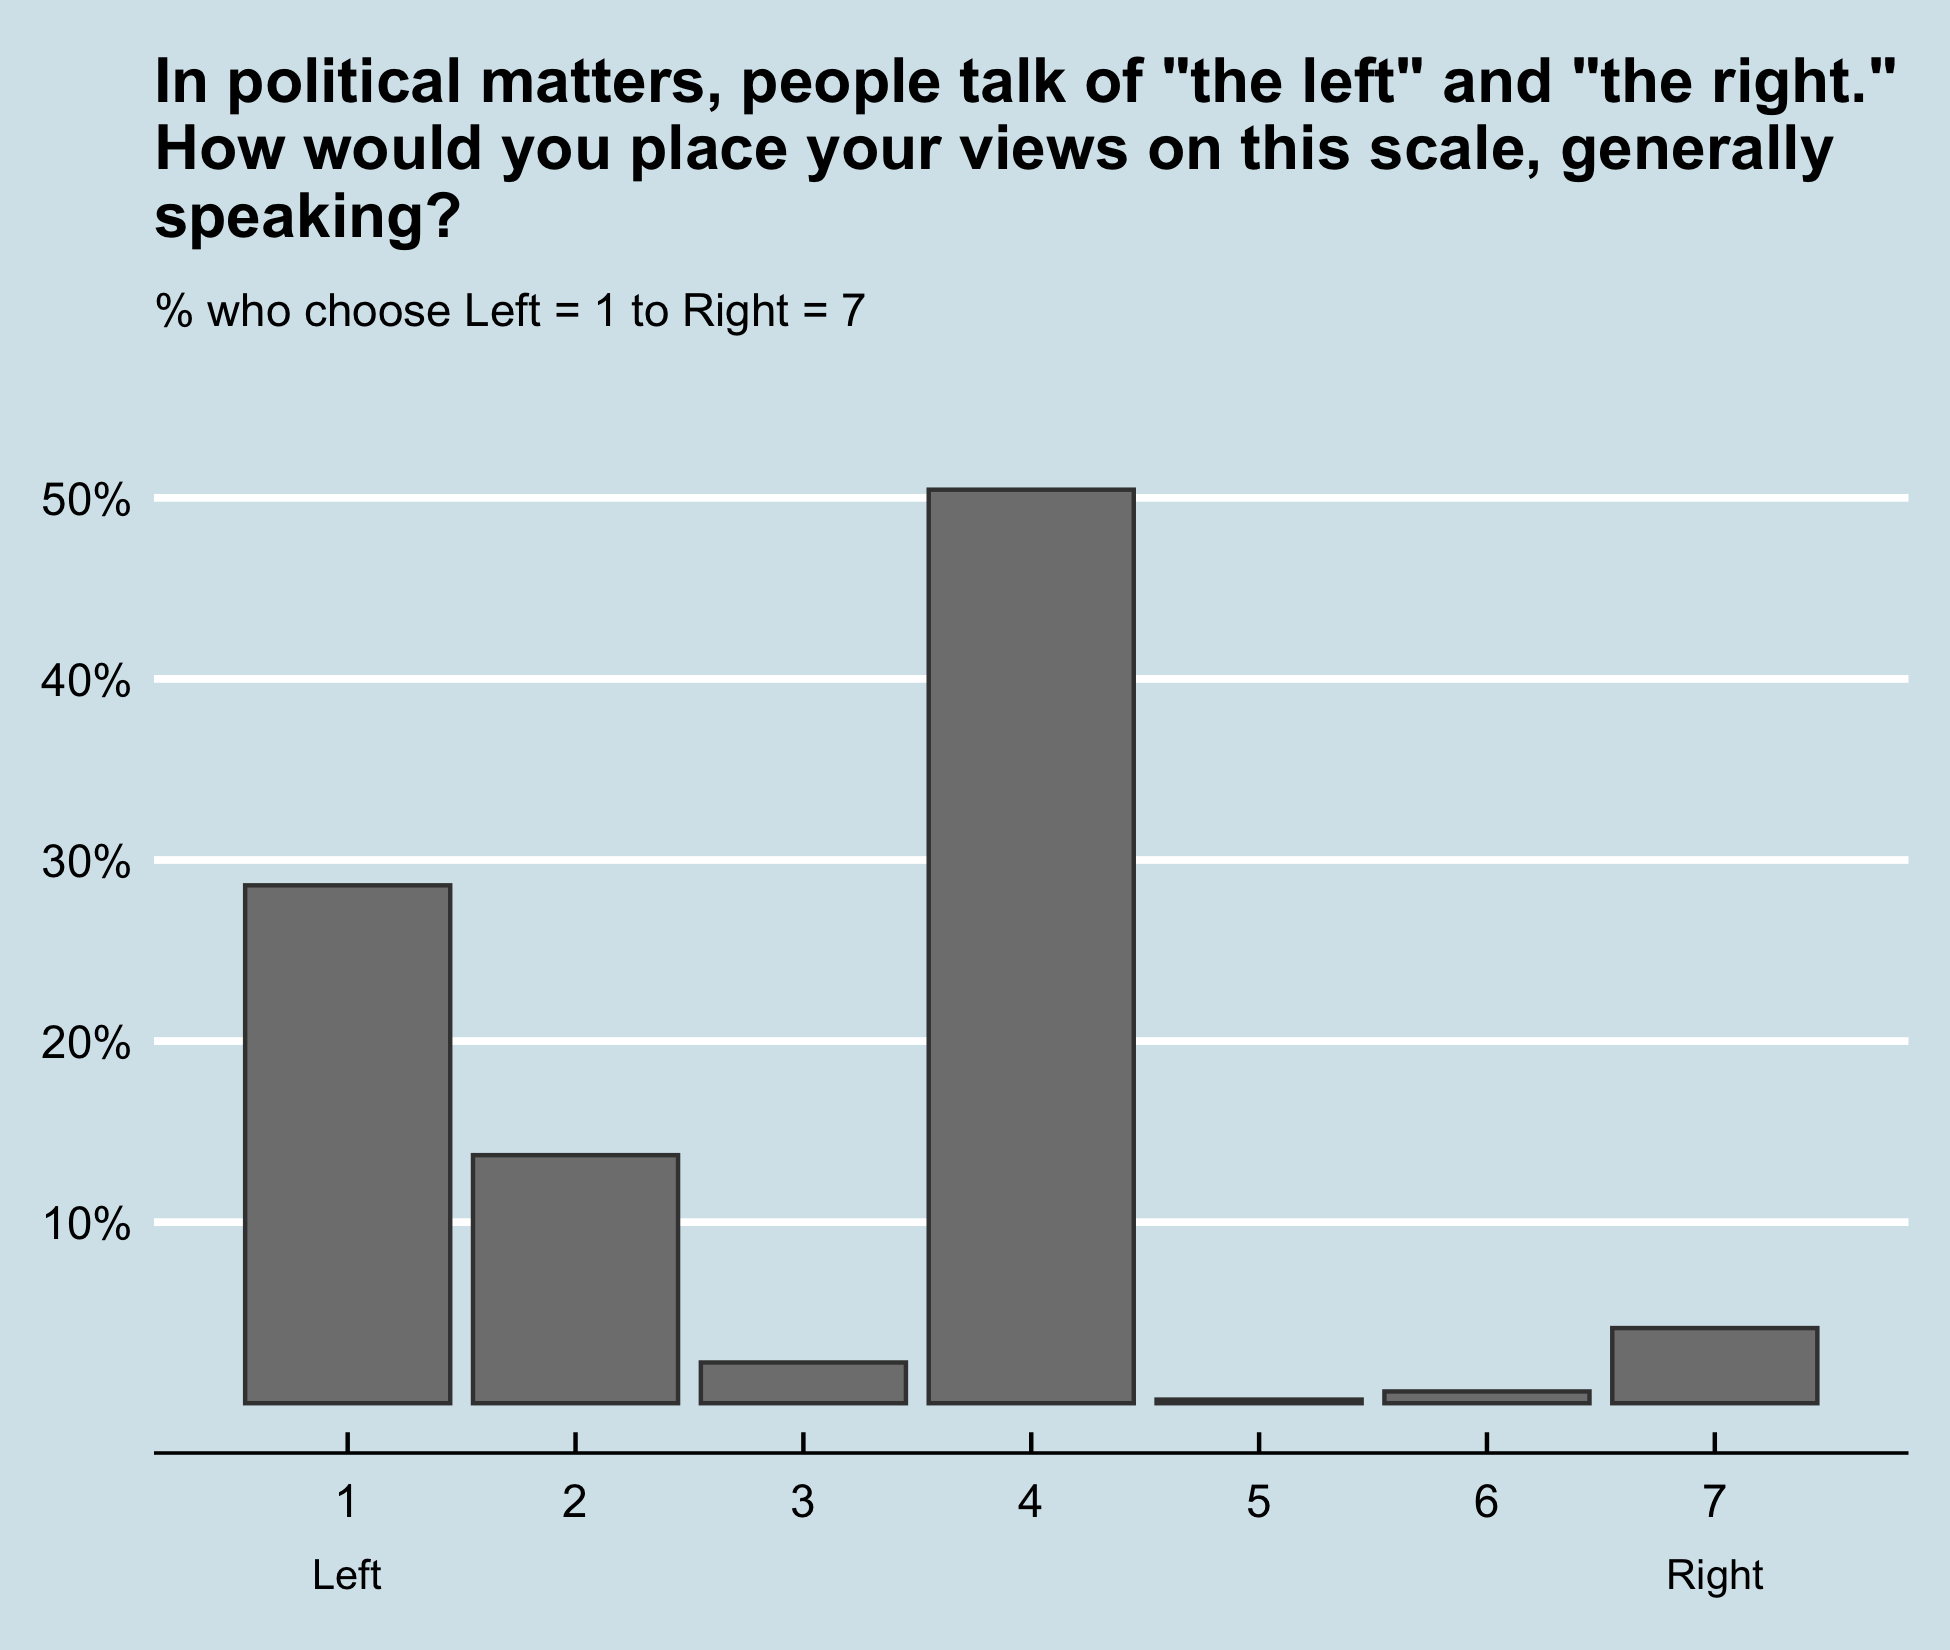 In political matters, people talk of "the left" and "the right."
How would you place your views on this scale, generally
speaking?
% who choose Left = 1 to Right = 7
50%
40%
30%
20%
10%
1 2 3 4 5 6 7
Left Right